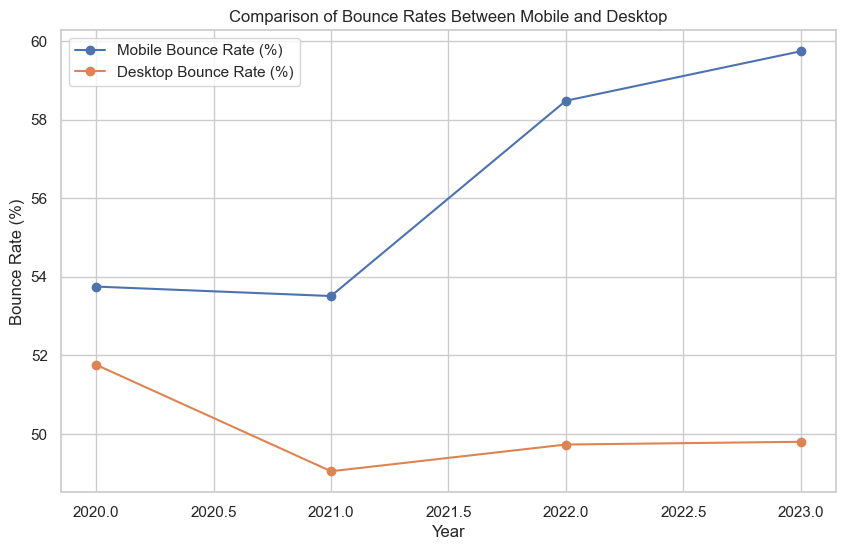 Comparison of Bounce Rates Between Mobile and Desktop
Mobile Bounce Rate (%)
Desktop Bounce Rate (%)
Bounce Rate (%)
60
58
56
54
52
50
2020.0 2020.5 2021.0 2021.5 2022.0 2022.5 2023.0
Year